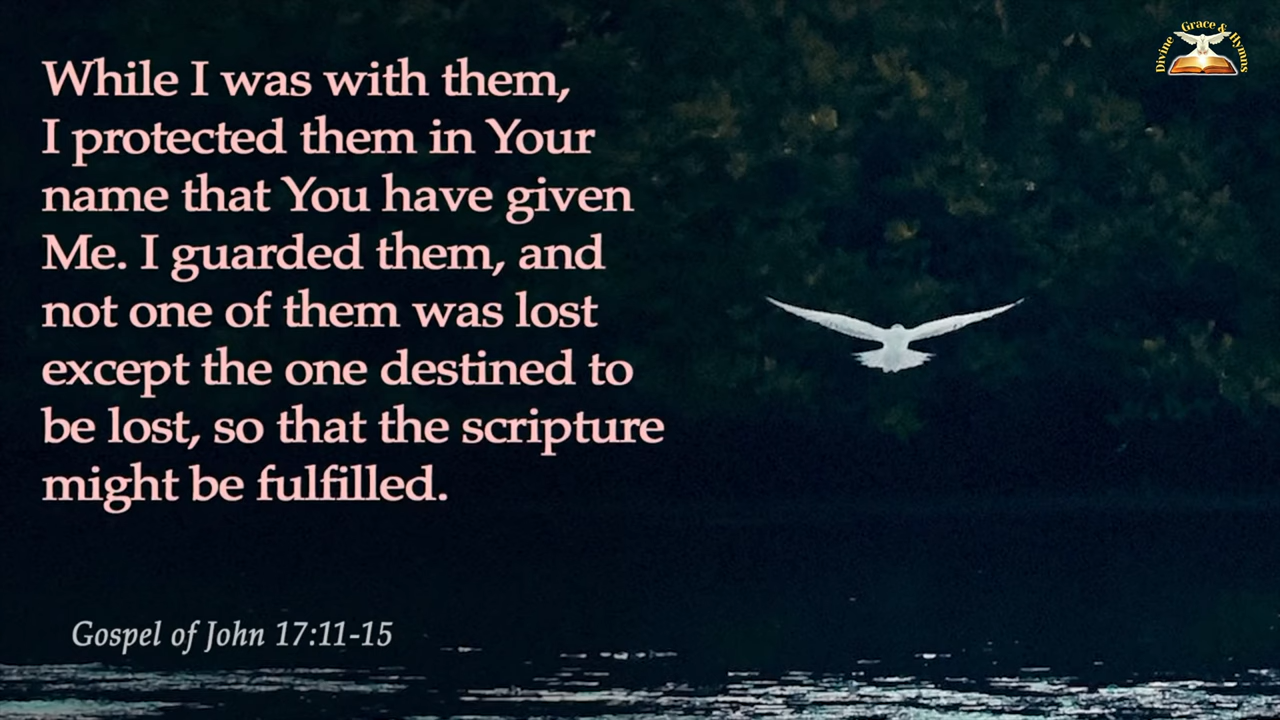 Divine Grace & Hymns
While I was with them,
I protected them in Your
name that You have given
Me. I guarded them, and
not one of them was lost
except the one destined to
be lost, so that the scripture
might be fulfilled.
Gospel of John 17:11-15